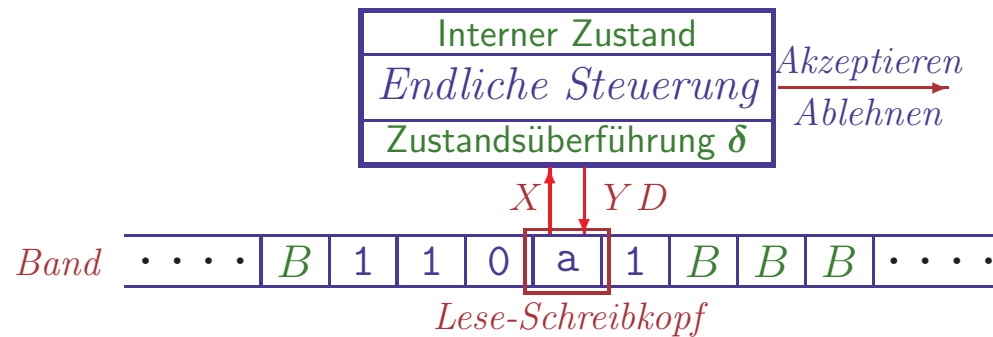 Interner Zustand
Endliche Steuerung
Akzeptieren
Ablehnen
Zustandsüberführung δ
X Y D
Band · · · · B 1 1 0 a 1 B B B · · · ·
Lese-Schreibkopf